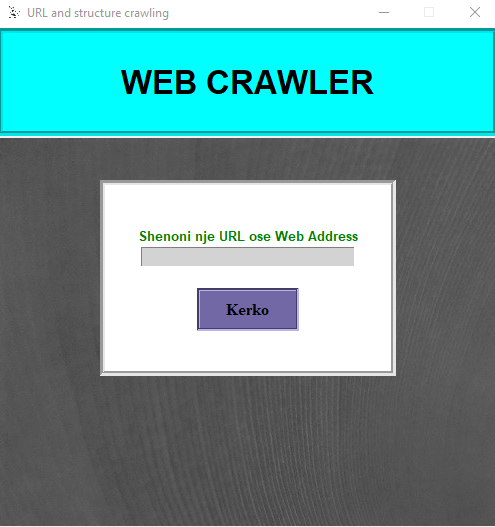 URL and structure crawling
WEB CRAWLER
Shenoni nje URL ose Web Address
Kerko